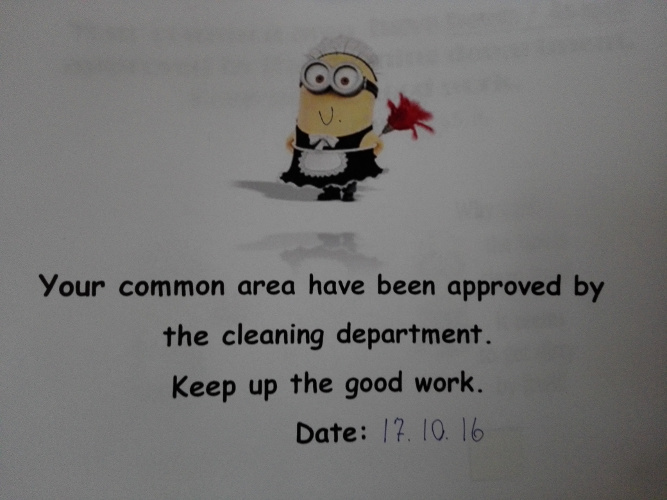 Your common area have been approved by
the cleaning department.
Keep up the good work.
Date: 17.10.16